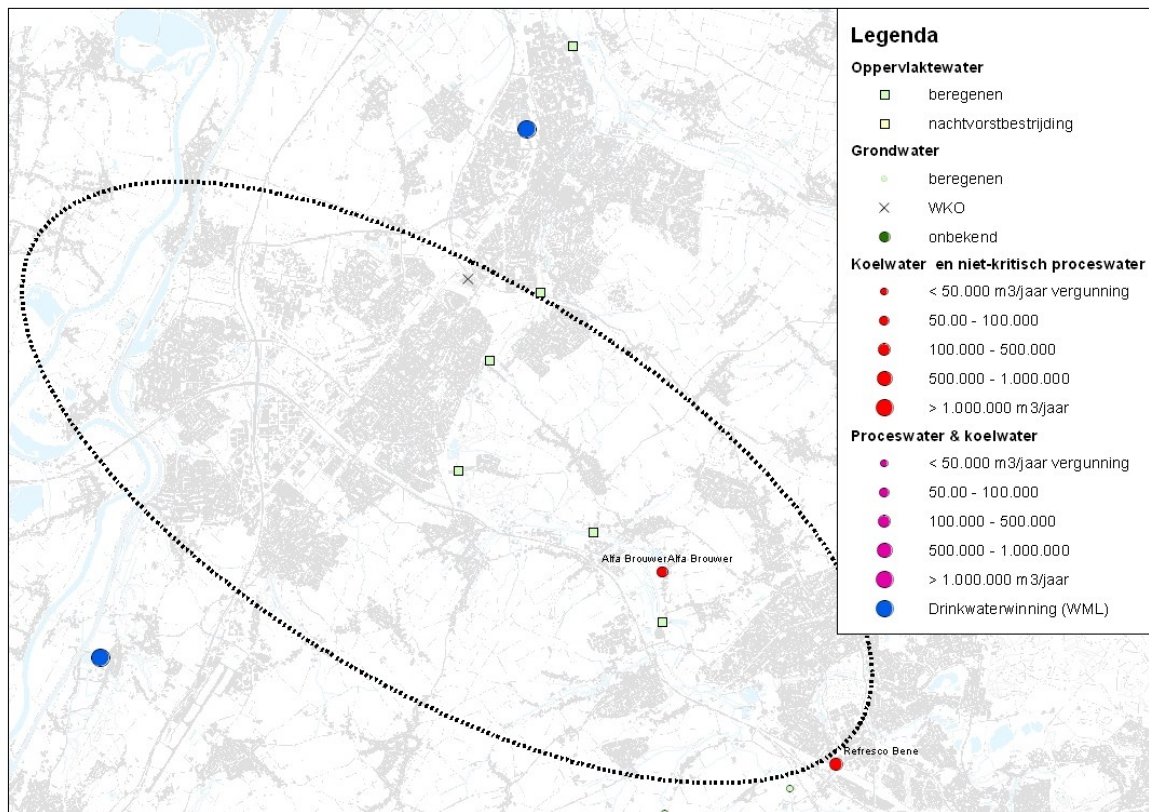 Legenda
Oppervlaktewater
beregenen
nachtvorstbestrijding
Grondwater
beregenen
WKO
onbekend
Koelwater en niet-kritisch proceswater
< 50.000 m3/jaar vergunning
50.00 - 100.000
100.000 - 500.000
500.000 - 1.000.000
> 1.000.000 m3/jaar
Proceswater & koelwater
< 50.000 m3/jaar vergunning
50.00 - 100.000
100.000 - 500.000
500.000 - 1.000.000
> 1.000.000 m3/jaar
Drinkwaterwinning (WML)
Alfa BrouwerAlfa Brouwer
Refresco Bene